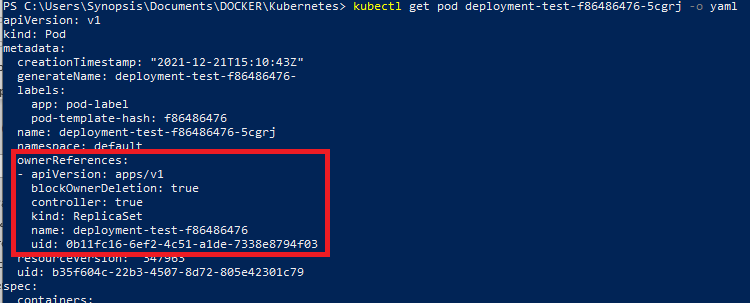 PS C:\Users\Synopsis\Documents\DOCKER\Kubernetes> kubectl get pod deployment-test-f86486476-5cgrj -o yaml
apiVersion: v1
kind: Pod
metadata:
  creationTimestamp: "2021-12-21T15:10:43Z"
  generateName: deployment-test-f86486476-
  labels:
    app: pod-label
    pod-template-hash: f86486476
  name: deployment-test-f86486476-5cgrj
  namespace: default
  ownerReferences:
  - apiVersion: apps/v1
    blockOwnerDeletion: true
    controller: true
    kind: ReplicaSet
    name: deployment-test-f86486476
    uid: 0b11fc16-6ef2-4c51-a1de-7338e8794f03
  resourceVersion: "347963"
  uid: b35f604c-22b3-4507-8d72-805e42301c79
spec:
  containers: